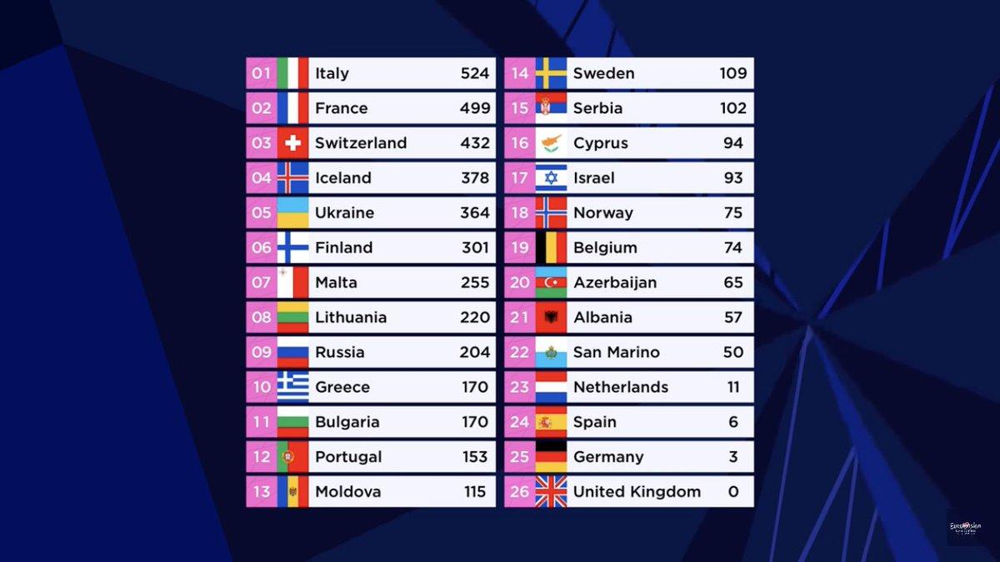 01 Italy 524
02 France 499
03 Switzerland 432
04 Iceland 378
05 Ukraine 364
06 Finland 301
07 Malta 255
08 Lithuania 220
09 Russia 204
10 Greece 170
11 Bulgaria 170
12 Portugal 153
13 Moldova 115
14 Sweden 109
15 Serbia 102
16 Cyprus 94
17 Israel 93
18 Norway 75
19 Belgium 74
20 Azerbaijan 65
21 Albania 57
22 San Marino 50
23 Netherlands 11
24 Spain 6
25 Germany 3
26 United Kingdom 0
Eurovision